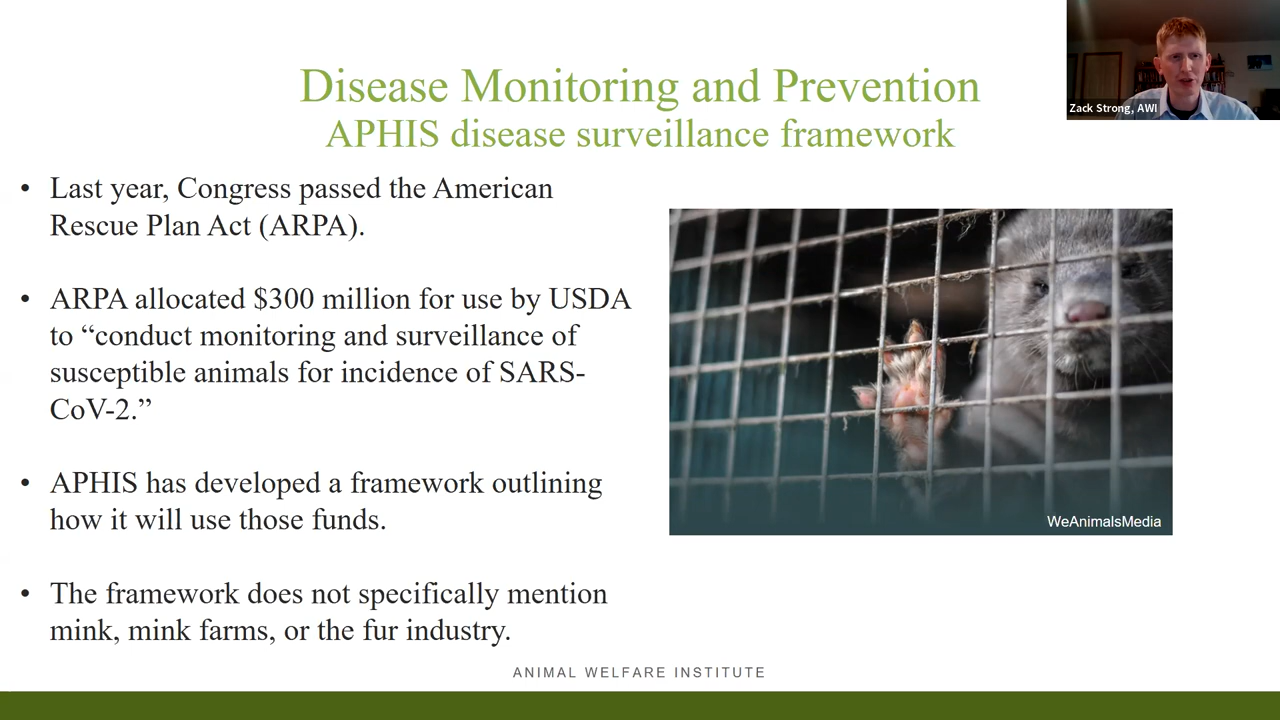 Disease Monitoring and Prevention
APHIS disease surveillance framework
Zack Strong, AWI
• Last year, Congress passed the American
Rescue Plan Act (ARPA).
• ARPA allocated $300 million for use by USDA
to “conduct monitoring and surveillance of
susceptible animals for incidence of SARS-
CoV-2.”
• APHIS has developed a framework outlining
how it will use those funds.
• The framework does not specifically mention
mink, mink farms, or the fur industry.
WeAnimalsMedia
ANIMAL WELFARE INSTITUTE